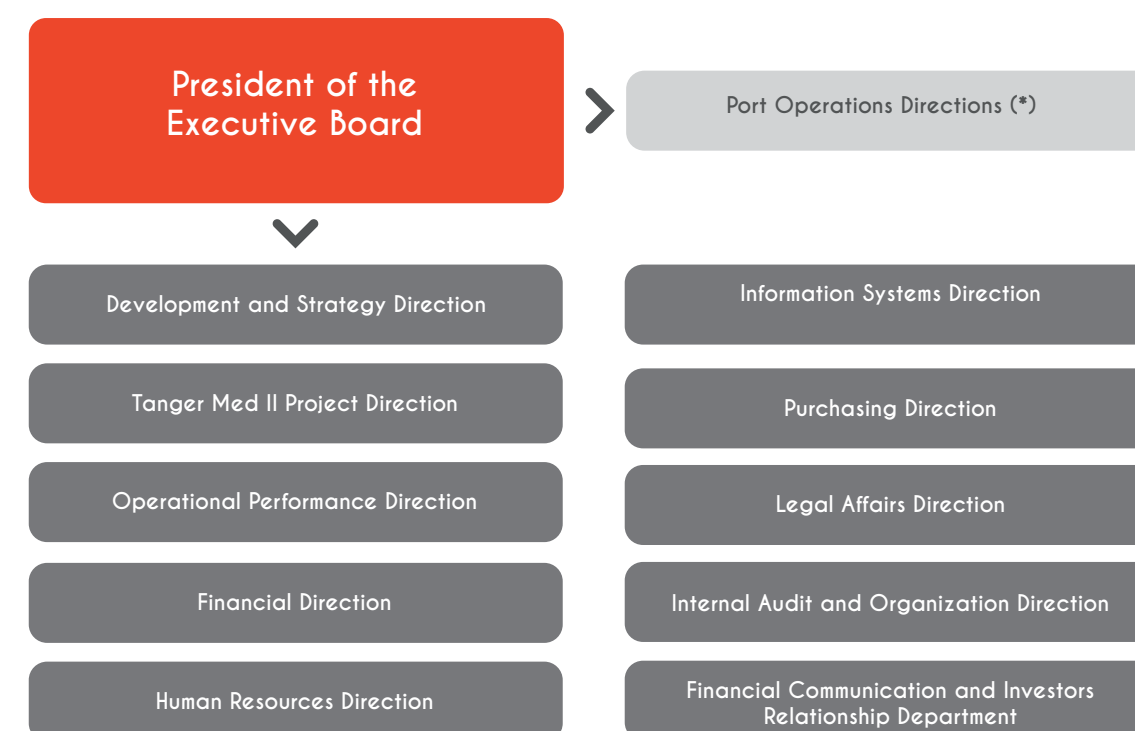 President of the
Executive Board
Port Operations Directions (*)
Development and Strategy Direction
Information Systems Direction
Tanger Med II Project Direction
Purchasing Direction
Operational Performance Direction
Legal Affairs Direction
Financial Direction
Internal Audit and Organization Direction
Human Resources Direction
Financial Communication and Investors
Relationship Department